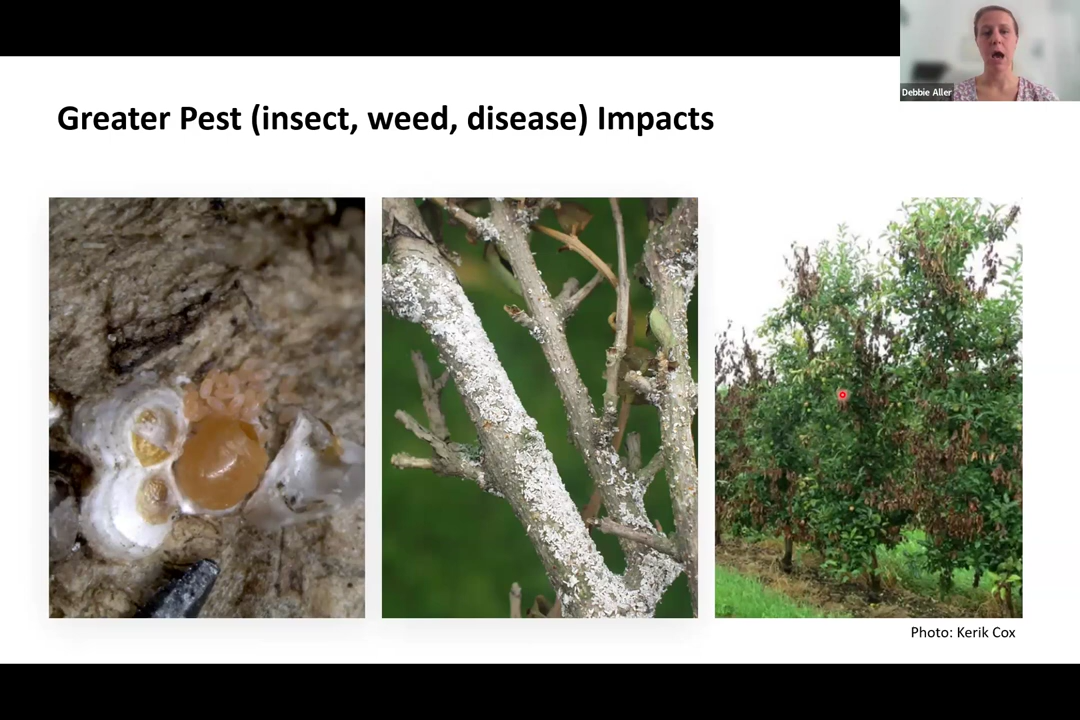 Debbie Aller
Greater Pest (insect, weed, disease) Impacts
Photo: Kerik Cox